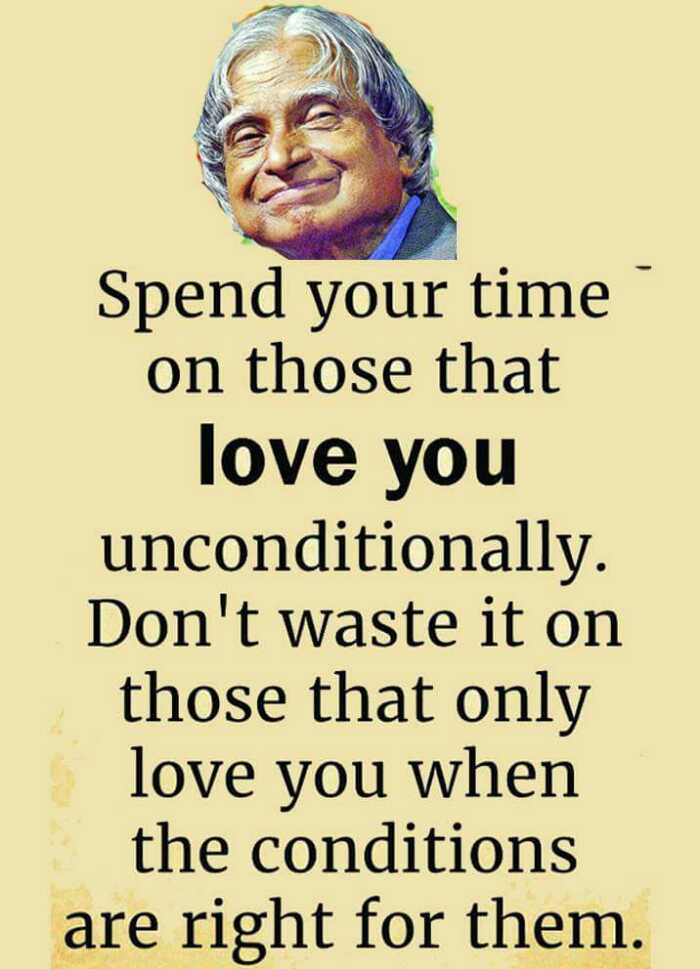 Spend your time
on those that
love you
unconditionally.
Don't waste it on
those that only
love you when
the conditions
are right for them.